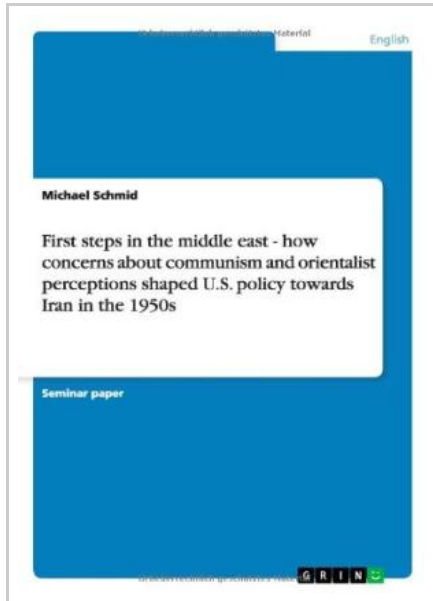 English
Michael Schmid
First steps in the middle east - how
concerns about communism and orientalist
perceptions shaped U.S. policy towards
Iran in the 1950s
Seminar paper
G R I N